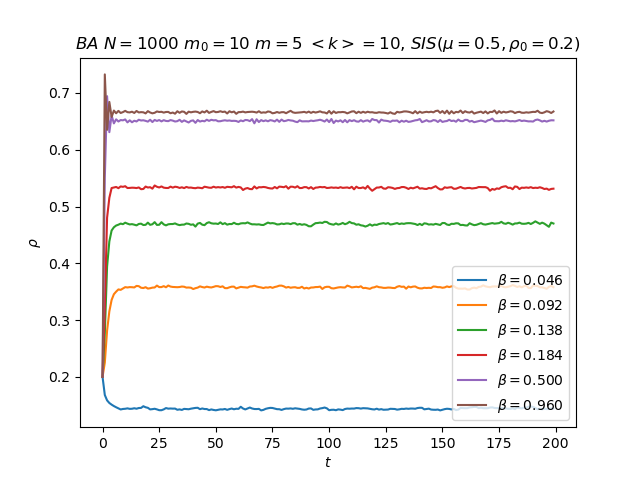 BA N = 1000 m₀ = 10 m = 5 < k > = 10, SIS(μ = 0.5, ρ₀ = 0.2)
0.7
0.6
0.5
0.4
0.3
0.2
ρ
β = 0.046
β = 0.092
β = 0.138
β = 0.184
β = 0.500
β = 0.960
0 25 50 75 100 125 150 175 200
t